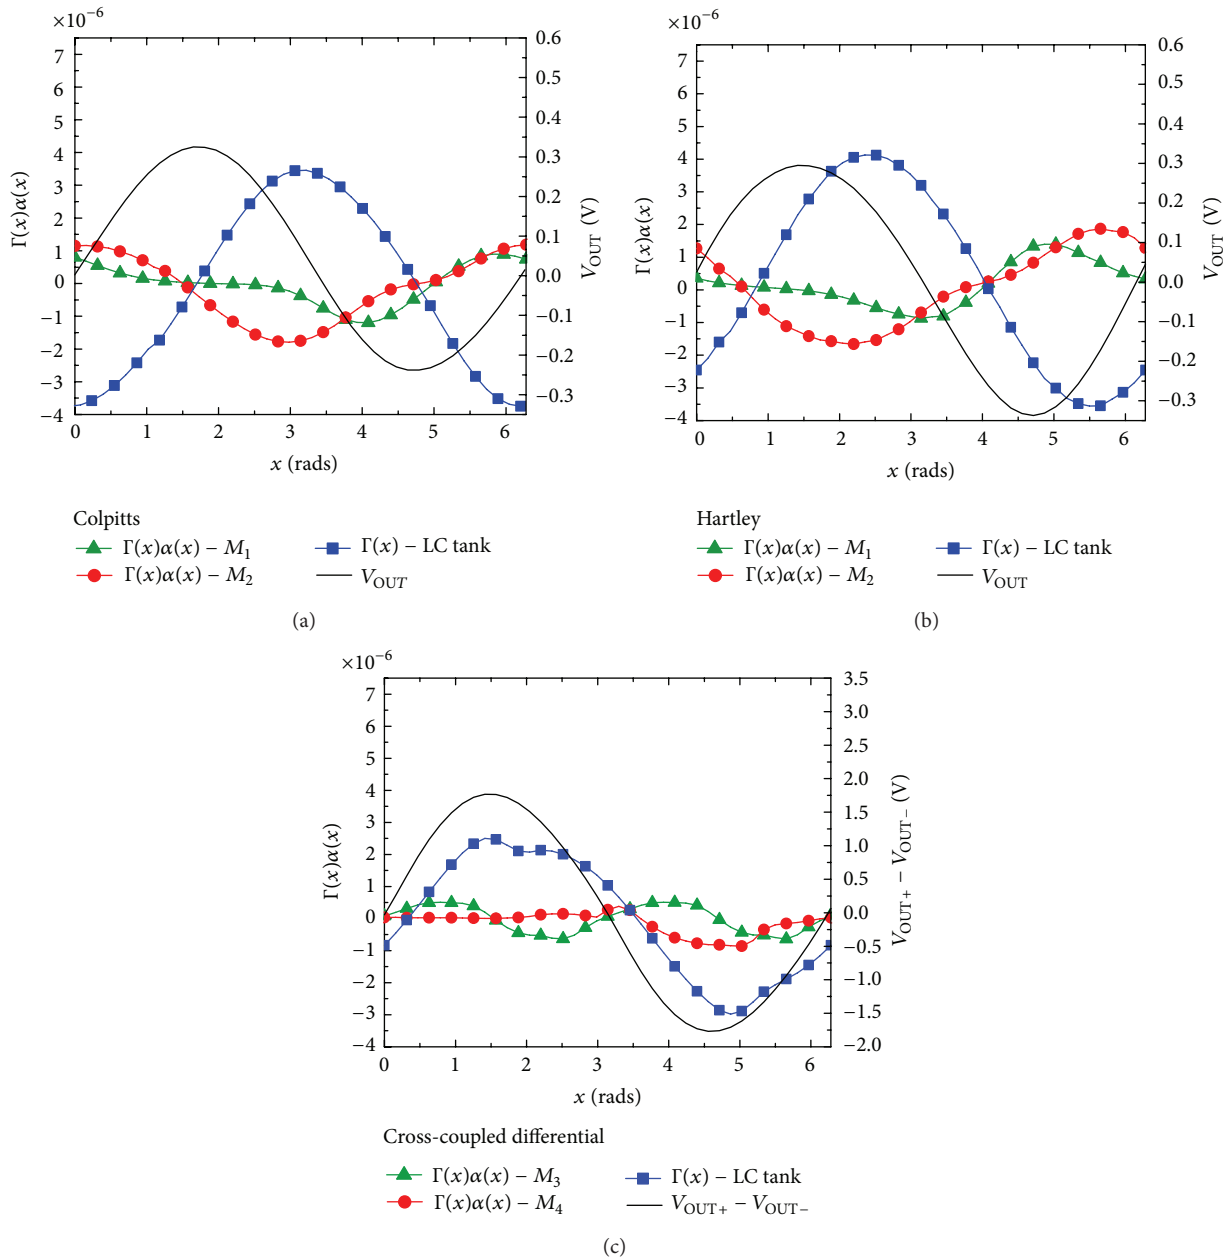 ×10⁻⁶
7
6
5
4
3
2
1
0
−1
−2
−3
−4
Γ(x)α(x)
0.6
0.5
0.4
0.3
0.2
0.1
0.0
−0.1
−0.2
−0.3
V_OUT (V)
0 1 2 3 4 5 6
x (rads)
Colpitts
Γ(x)α(x) − M₁
Γ(x)α(x) − M₂
Γ(x) − LC tank
V_OUT
(a)
×10⁻⁶
7
6
5
4
3
2
1
0
−1
−2
−3
−4
Γ(x)α(x)
0.6
0.5
0.4
0.3
0.2
0.1
0.0
−0.1
−0.2
−0.3
V_OUT (V)
0 1 2 3 4 5 6
x (rads)
Hartley
Γ(x)α(x) − M₁
Γ(x)α(x) − M₂
Γ(x) − LC tank
V_OUT
(b)
×10⁻⁶
7
6
5
4
3
2
1
0
−1
−2
−3
−4
Γ(x)α(x)
3.5
3.0
2.5
2.0
1.5
1.0
0.5
0.0
−0.5
−1.0
−1.5
−2.0
V_OUT+ − V_OUT− (V)
0 1 2 3 4 5 6
x (rads)
Cross-coupled differential
Γ(x)α(x) − M₃
Γ(x)α(x) − M₄
Γ(x) − LC tank
V_OUT+ − V_OUT−
(c)